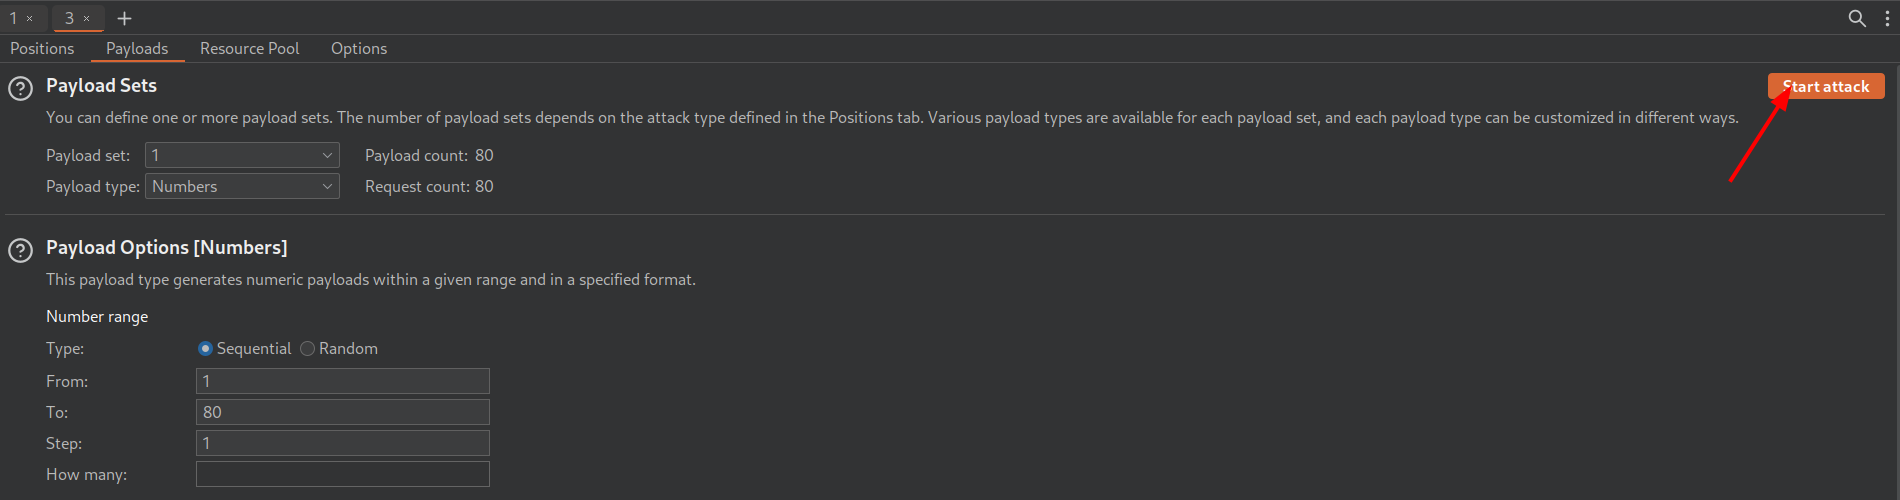 1 × 3 × +
Positions Payloads Resource Pool Options
? Payload Sets Start attack
You can define one or more payload sets. The number of payload sets depends on the attack type defined in the Positions tab. Various payload types are available for each payload set, and each payload type can be customized in different ways.
Payload set: 1 Payload count: 80
Payload type: Numbers Request count: 80
? Payload Options [Numbers]
This payload type generates numeric payloads within a given range and in a specified format.
Number range
Type: Sequential Random
From: 1
To: 80
Step: 1
How many: